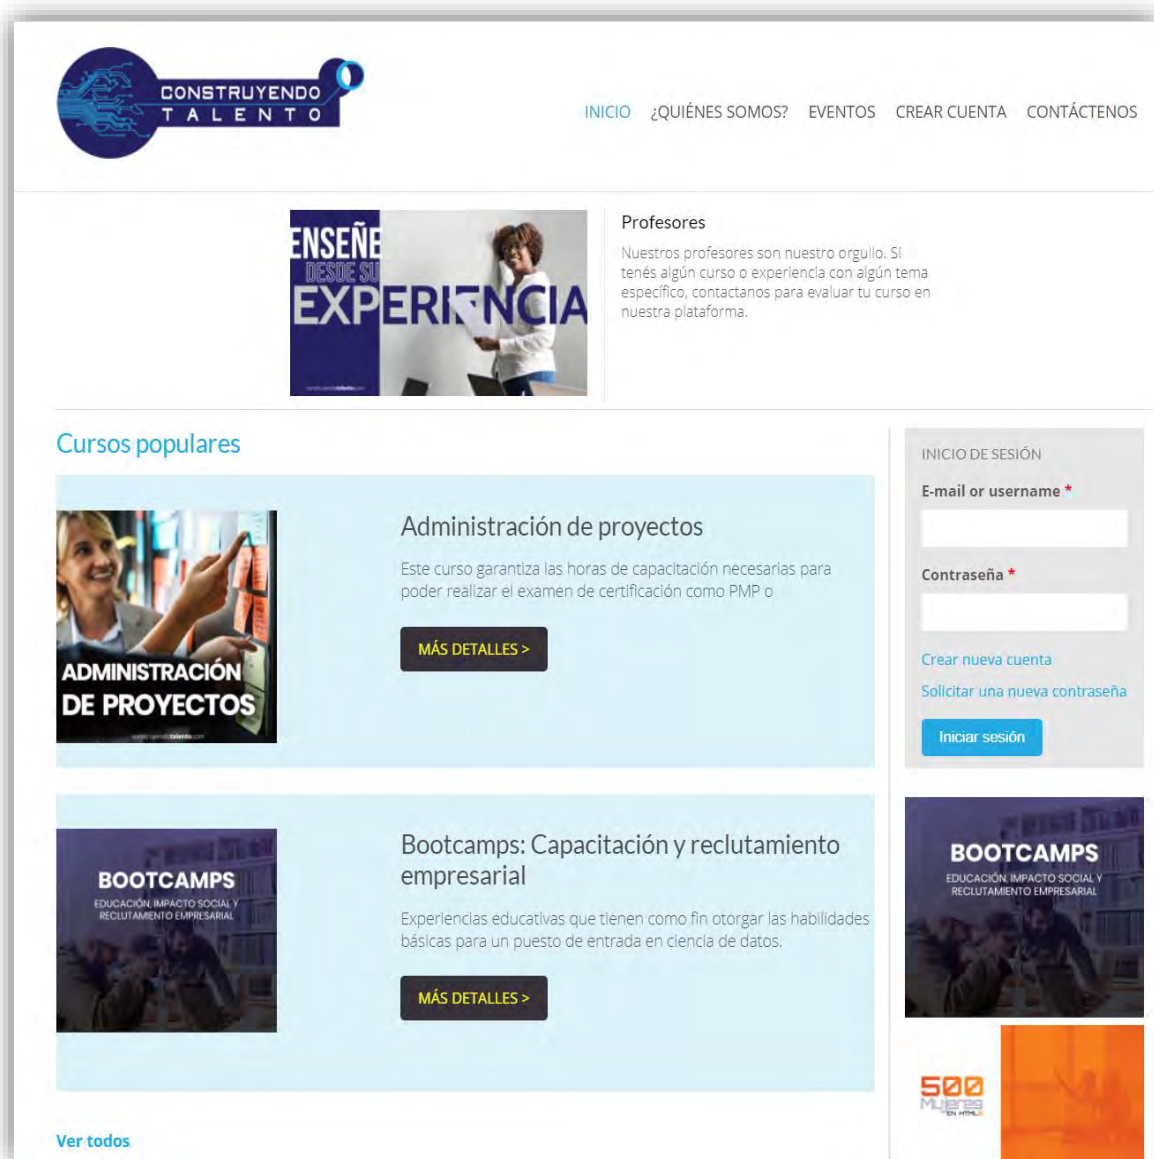 CONSTRUYENDO
TALENTO
INICIO ¿QUIÉNES SOMOS? EVENTOS CREAR CUENTA CONTÁCTENOS
ENSEÑE
DESDE SU
EXPERIENCIA
construyendotalento.com
Profesores
Nuestros profesores son nuestro orgullo. Si
tenés algún curso o experiencia con algún tema
específico, contactanos para evaluar tu curso en
nuestra plataforma.
Cursos populares
ADMINISTRACIÓN
DE PROYECTOS
construyendotalento.com
Administración de proyectos
Este curso garantiza las horas de capacitación necesarias para
poder realizar el examen de certificación como PMP o
MÁS DETALLES >
BOOTCAMPS
EDUCACIÓN, IMPACTO SOCIAL Y
RECLUTAMIENTO EMPRESARIAL
Bootcamps: Capacitación y reclutamiento
empresarial
Experiencias educativas que tienen como fin otorgar las habilidades
básicas para un puesto de entrada en ciencia de datos.
MÁS DETALLES >
Ver todos
INICIO DE SESIÓN
E-mail or username *
Contraseña *
Crear nueva cuenta
Solicitar una nueva contraseña
Iniciar sesión
BOOTCAMPS
EDUCACIÓN, IMPACTO SOCIAL Y
RECLUTAMIENTO EMPRESARIAL
500
Mujeres
EN HTML5